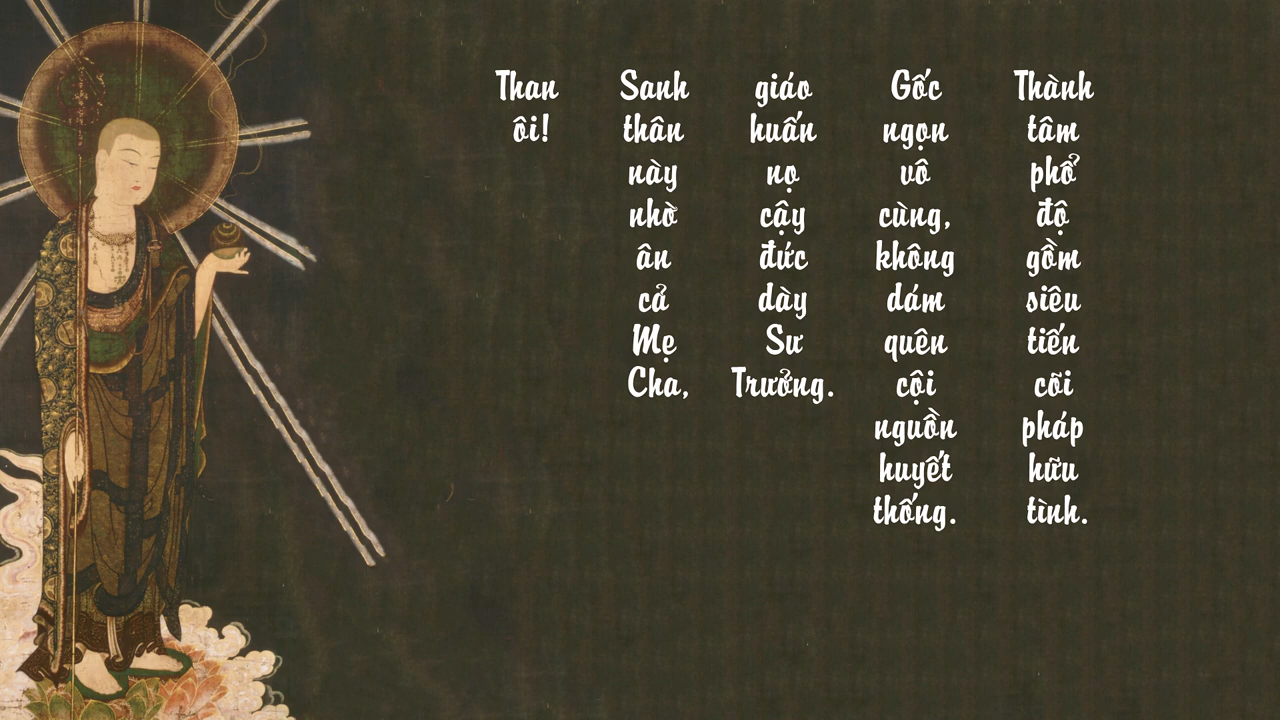 Than ôi!
Sanh thân này nhờ ân cả Mẹ Cha,
giáo huấn nọ cậy đức dày Sư Trưởng.
Gốc ngọn vô cùng, không dám quên cội nguồn huyết thống.
Thành tâm phổ độ gồm siêu tiến cõi pháp hữu tình.